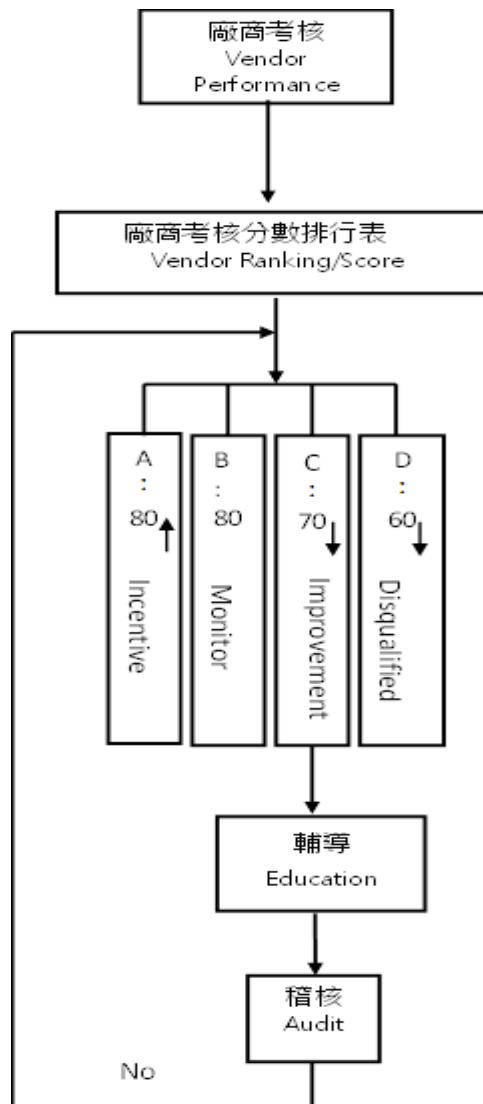 廠商考核
Vendor
Performance
廠商考核分數排行表
Vendor Ranking/Score
A
:
80
Incentive
B
:
80
Monitor
C
:
70
Improvement
D
:
60
Disqualified
輔導
Education
稽核
Audit
No